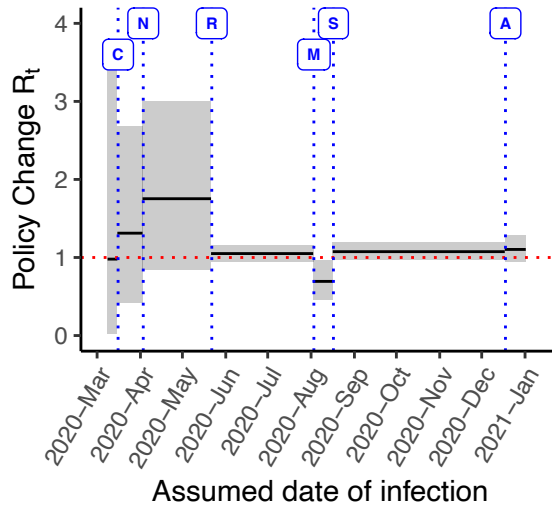 N R S A
C M
Policy Change Rt
4
3
2
1
0
2020−Mar
2020−Apr
2020−May
2020−Jun
2020−Jul
2020−Aug
2020−Sep
2020−Oct
2020−Nov
2020−Dec
2021−Jan
Assumed date of infection